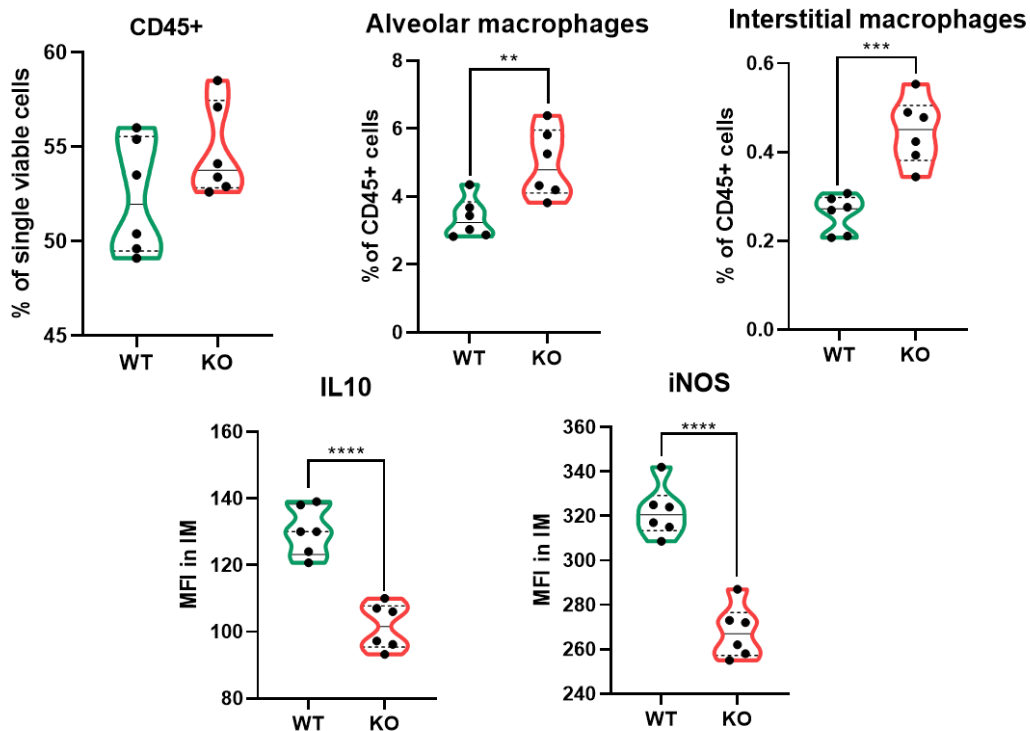 CD45+
% of single viable cells
60
55
50
45
WT KO
Alveolar macrophages
**
% of CD45+ cells
8
6
4
2
0
WT KO
Interstitial macrophages
***
% of CD45+ cells
0.6
0.4
0.2
0.0
WT KO
IL10
****
MFI in IM
160
140
120
100
80
WT KO
iNOS
****
MFI in IM
360
340
320
300
280
260
240
WT KO